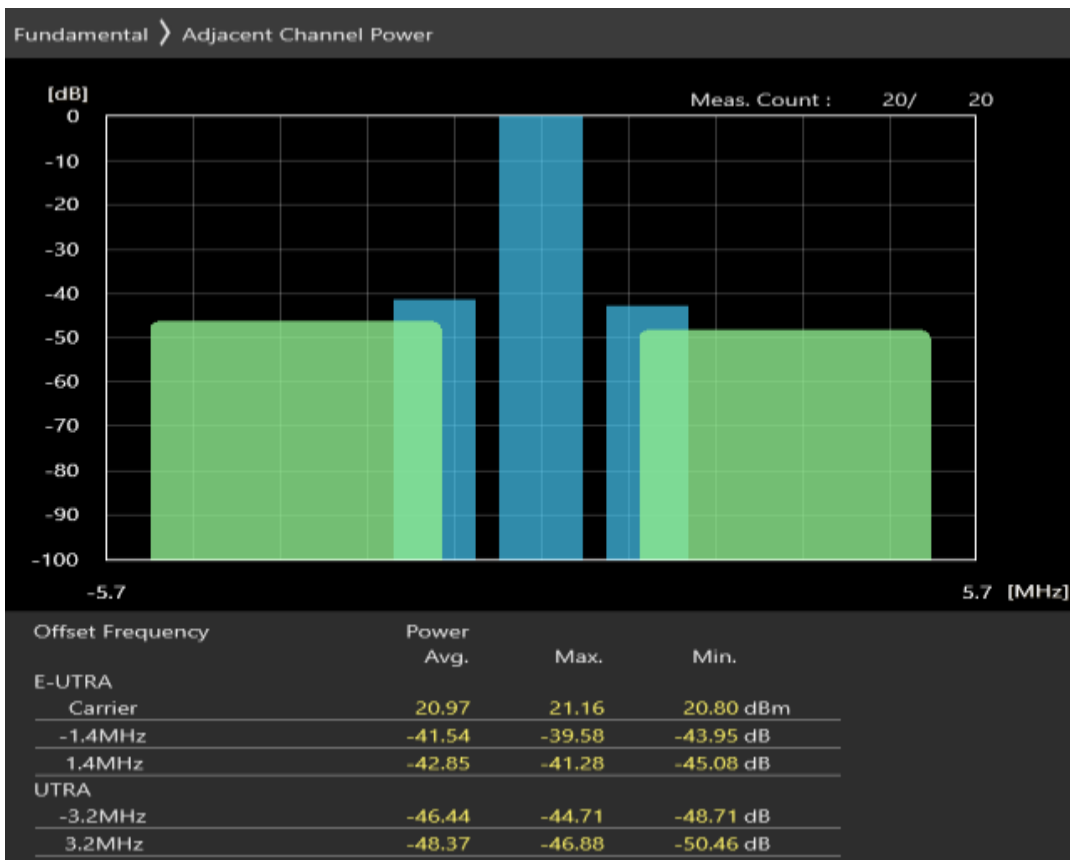 Fundamental 〉 Adjacent Channel Power
[dB]
Meas. Count : 20/ 20
0
-10
-20
-30
-40
-50
-60
-70
-80
-90
-100
-5.7 5.7 [MHz]
Offset Frequency Power
Avg. Max. Min.
E-UTRA
Carrier 20.97 21.16 20.80 dBm
-1.4MHz -41.54 -39.58 -43.95 dB
1.4MHz -42.85 -41.28 -45.08 dB
UTRA
-3.2MHz -46.44 -44.71 -48.71 dB
3.2MHz -48.37 -46.88 -50.46 dB